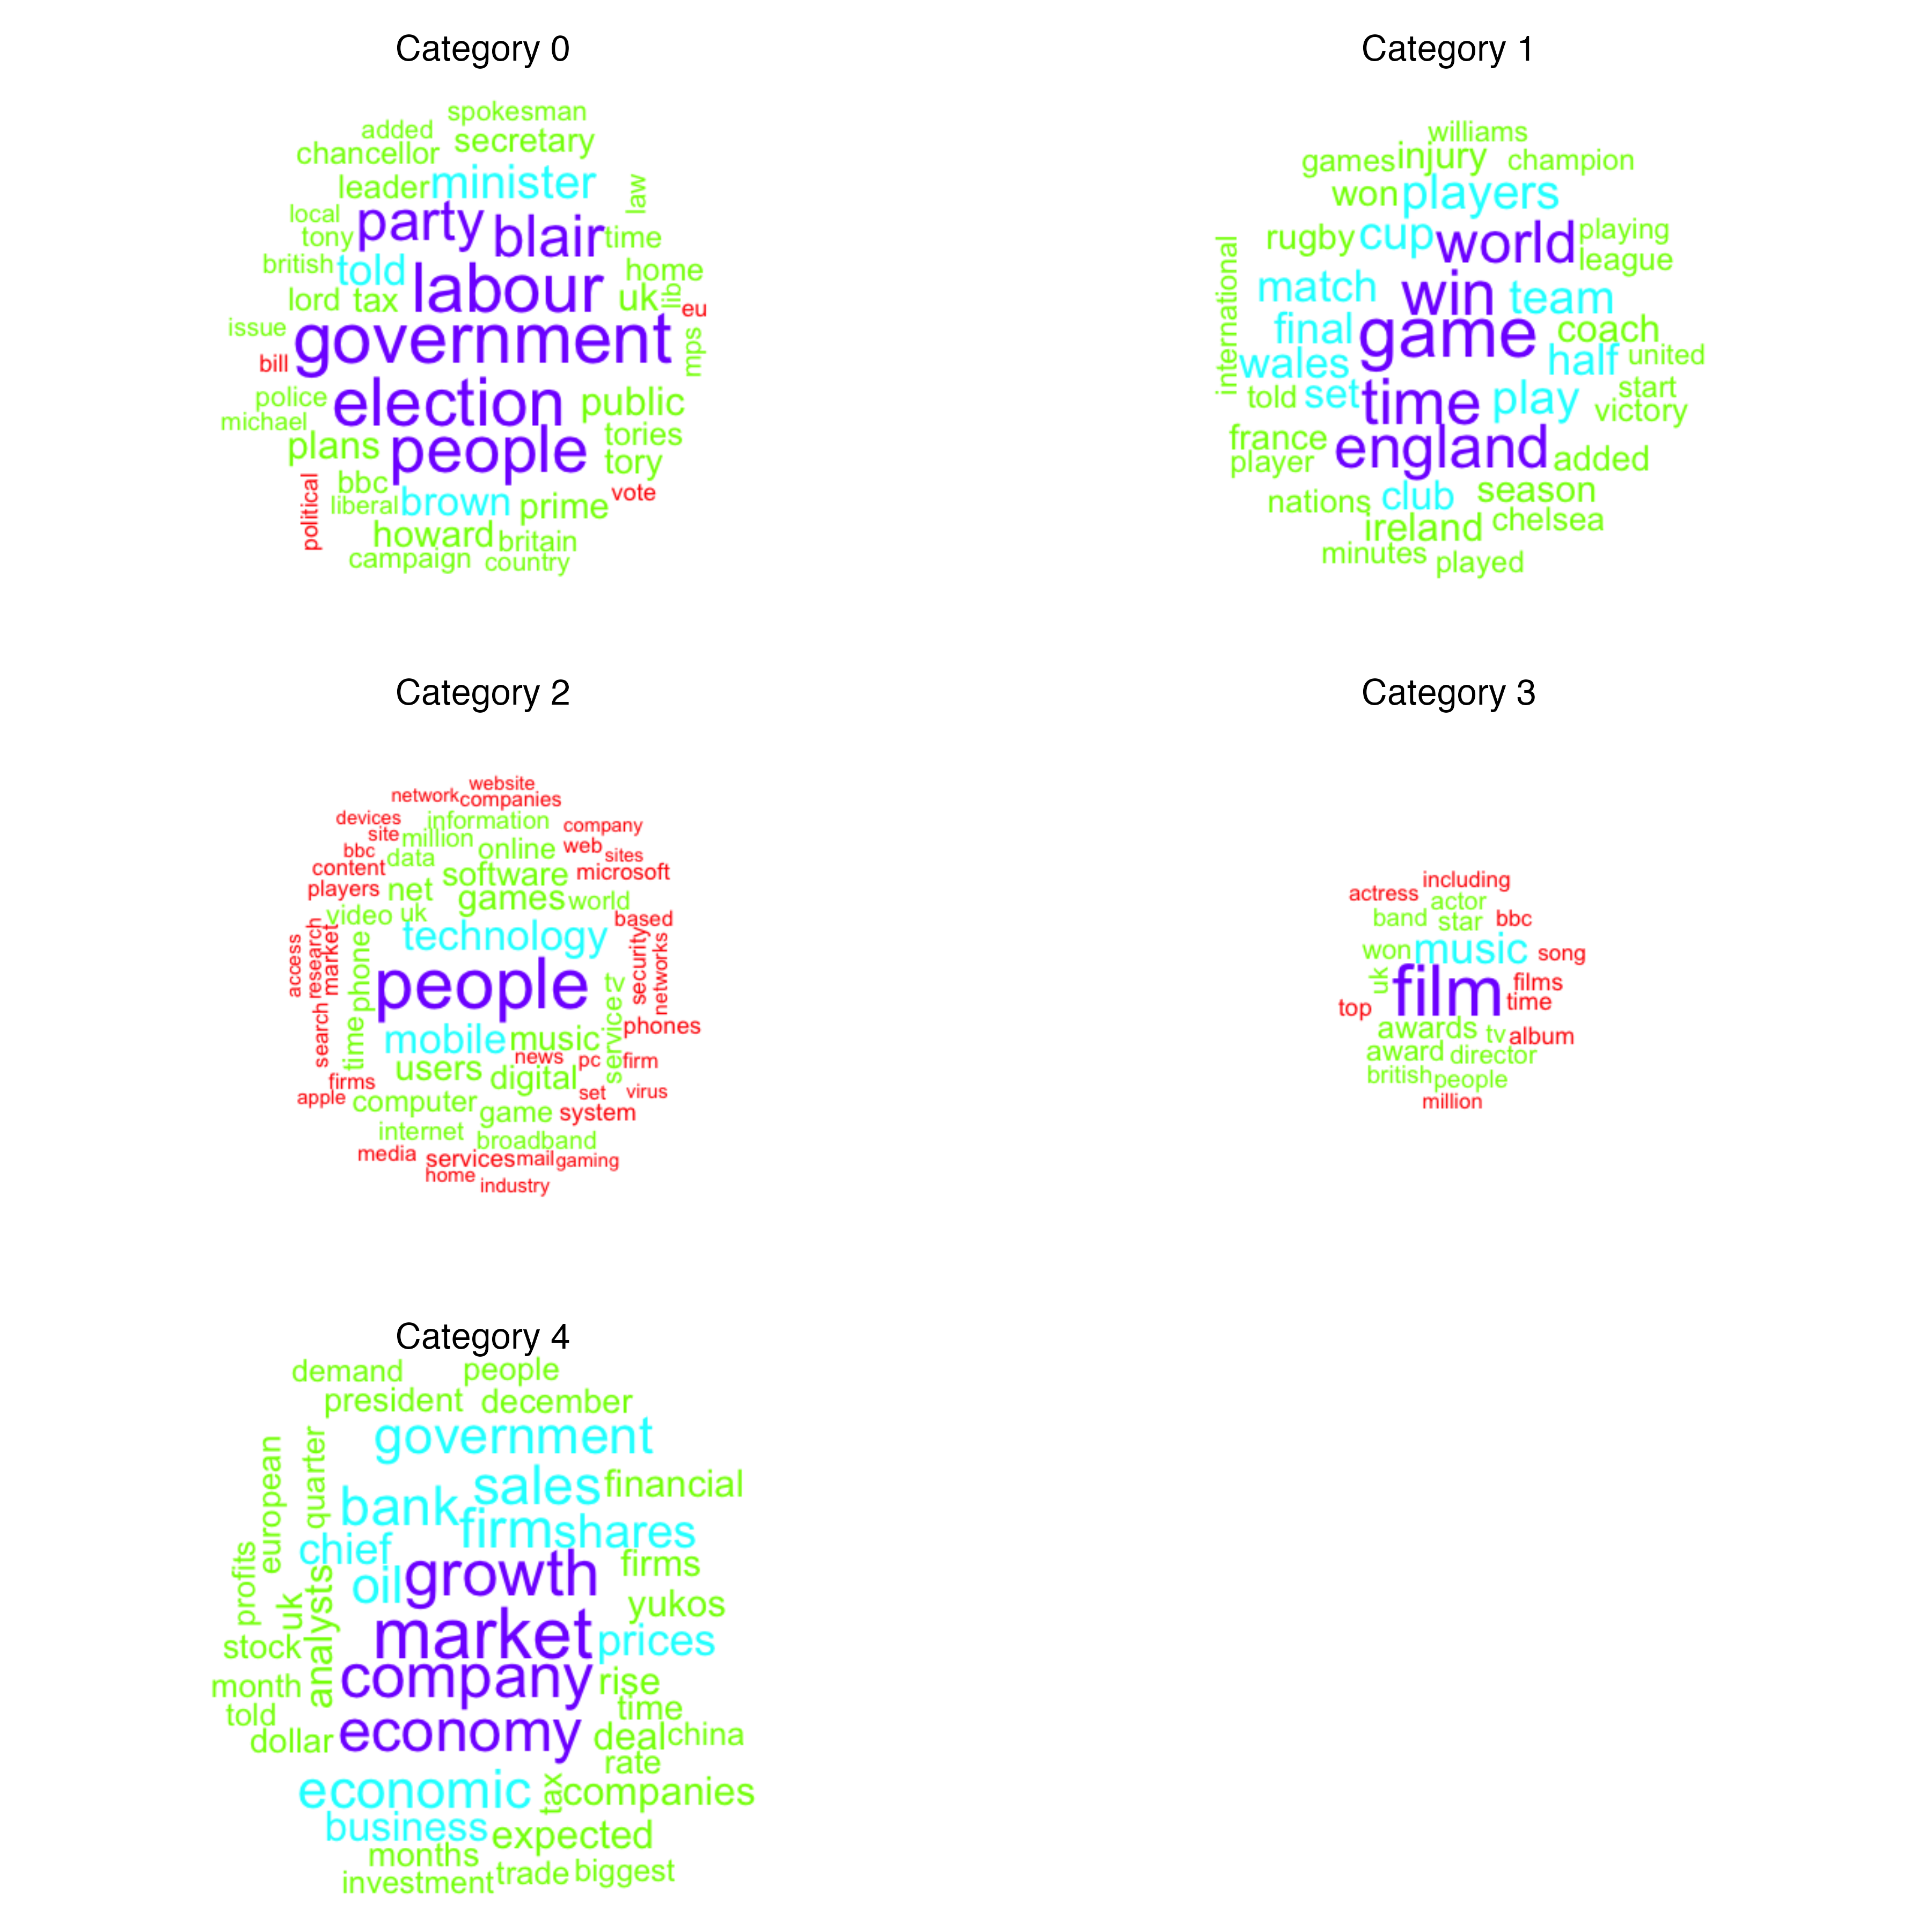 Category 0
spokesman
added secretary
chancellor
leader minister law
local party blair
tony time
british told labour home
lord tax uk lib eu
issue government mps
bill
police election public
michael people tories
plans tory
political bbc vote
liberal brown prime
howard britain
campaign country
Category 1
williams
games injury champion
won players
rugby cup world playing
international league
match win team
final game coach
wales half united
told set time play start
victory
france england added
player
nations club season
ireland chelsea
minutes played
Category 2
website
network companies
devices information company
site million online web
bbc data sites
content software microsoft
players net games world
video uk based
technology
access research market phone people tv security networks
search time mobile music service phones
news pc firm
users digital
firms set virus
apple computer game system
internet broadband
media services mail gaming
home industry
Category 3
including
actress actor
band star bbc
won music song
uk film films
top time
awards tv album
award director
british people
million
Category 4
demand people
president december
government
european quarter sales financial
bank firm shares
chief
profits oil growth firms
uk analysts yukos
stock market prices
month company rise
told time
dollar economy deal china
rate
economic tax companies
business expected
months
investment trade biggest